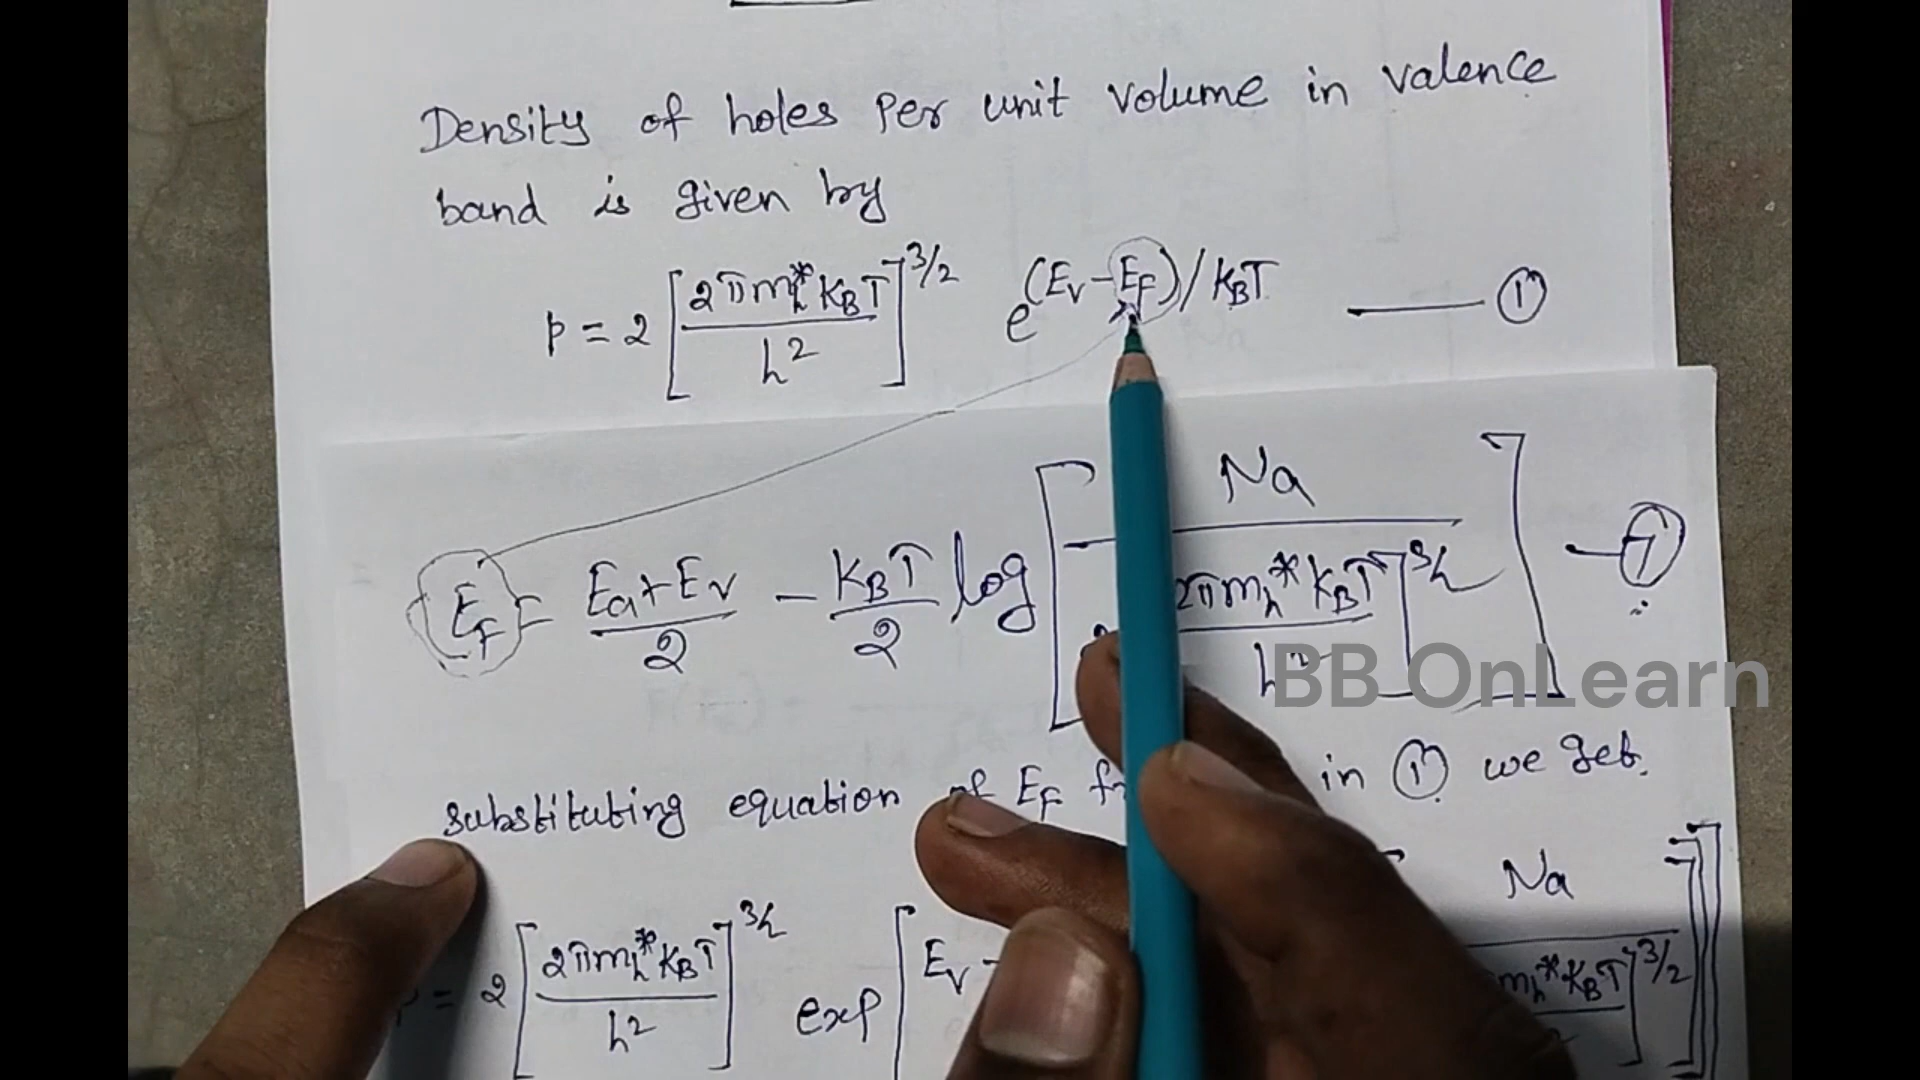 Density of holes Per unit volume in valence
band is given by
p = 2 [2πm*h KBT / h2]3/2 e(Ev - EF)/KBT —— 1
EF = Ea + Ev / 2 - KBT / 2 log [Na / 2πm*h KBT]3/2 ] — 7
BB OnLearn
substituting equation of EF in 1 we get.
= 2 [2πm*h KBT / h2]3/2 exp [Ev - Na
m*h KBT]3/2]